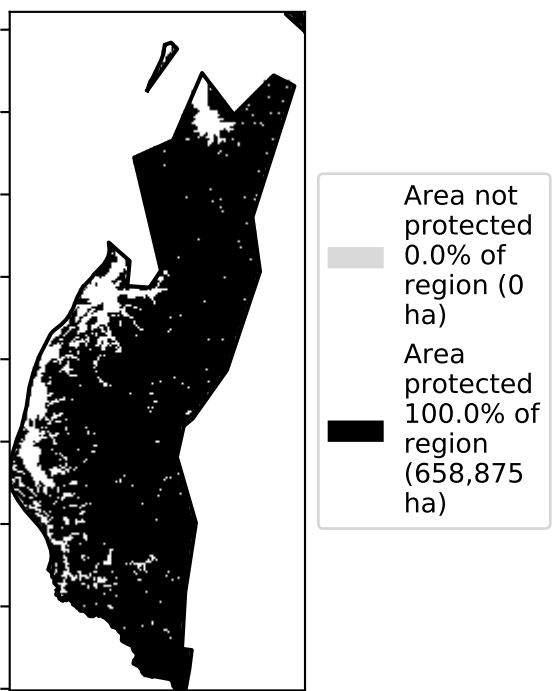 Area not
protected
0.0% of
region (0
ha)
Area
protected
100.0% of
region
(658,875
ha)